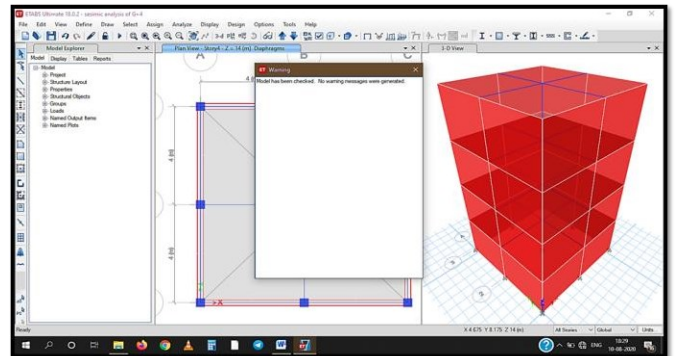 ETABS Ultimate 18.0.2 - seismic analysis of G+4
File Edit View Define Draw Select Assign Analyze Display Design Options Tools Help
Model Explorer
Model Display Tables Reports
Model
Project
Structure Layout
Properties
Structural Objects
Groups
Loads
Named Output Items
Named Plots
Plan View - Story4 - Z = 14 (m) Diaphragms
3-D View
A
B
C
4 (m)
4 (m)
X
Warning
Model has been checked. No warning messages were generated.
Ready
X 4.675 Y 8.175 Z 14 (m)
All Stories
Global
Units
ENG
18:29
18-08-2020